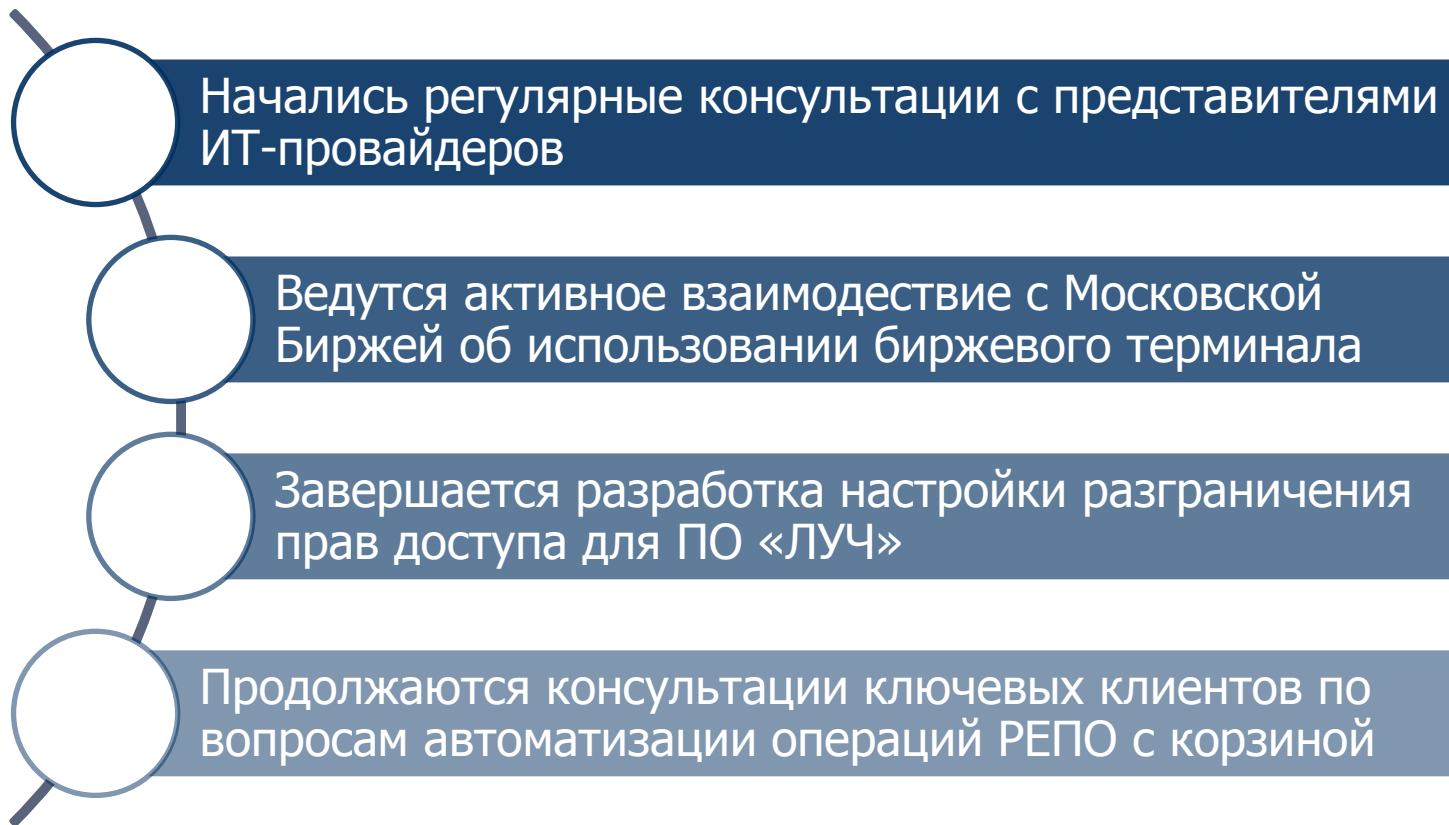 Начались регулярные консультации с представителями
ИТ-провайдеров
Ведутся активное взаимодествие с Московской
Биржей об использовании биржевого терминала
Завершается разработка настройки разграничения
прав доступа для ПО «ЛУЧ»
Продолжаются консультации ключевых клиентов по
вопросам автоматизации операций РЕПО с корзиной